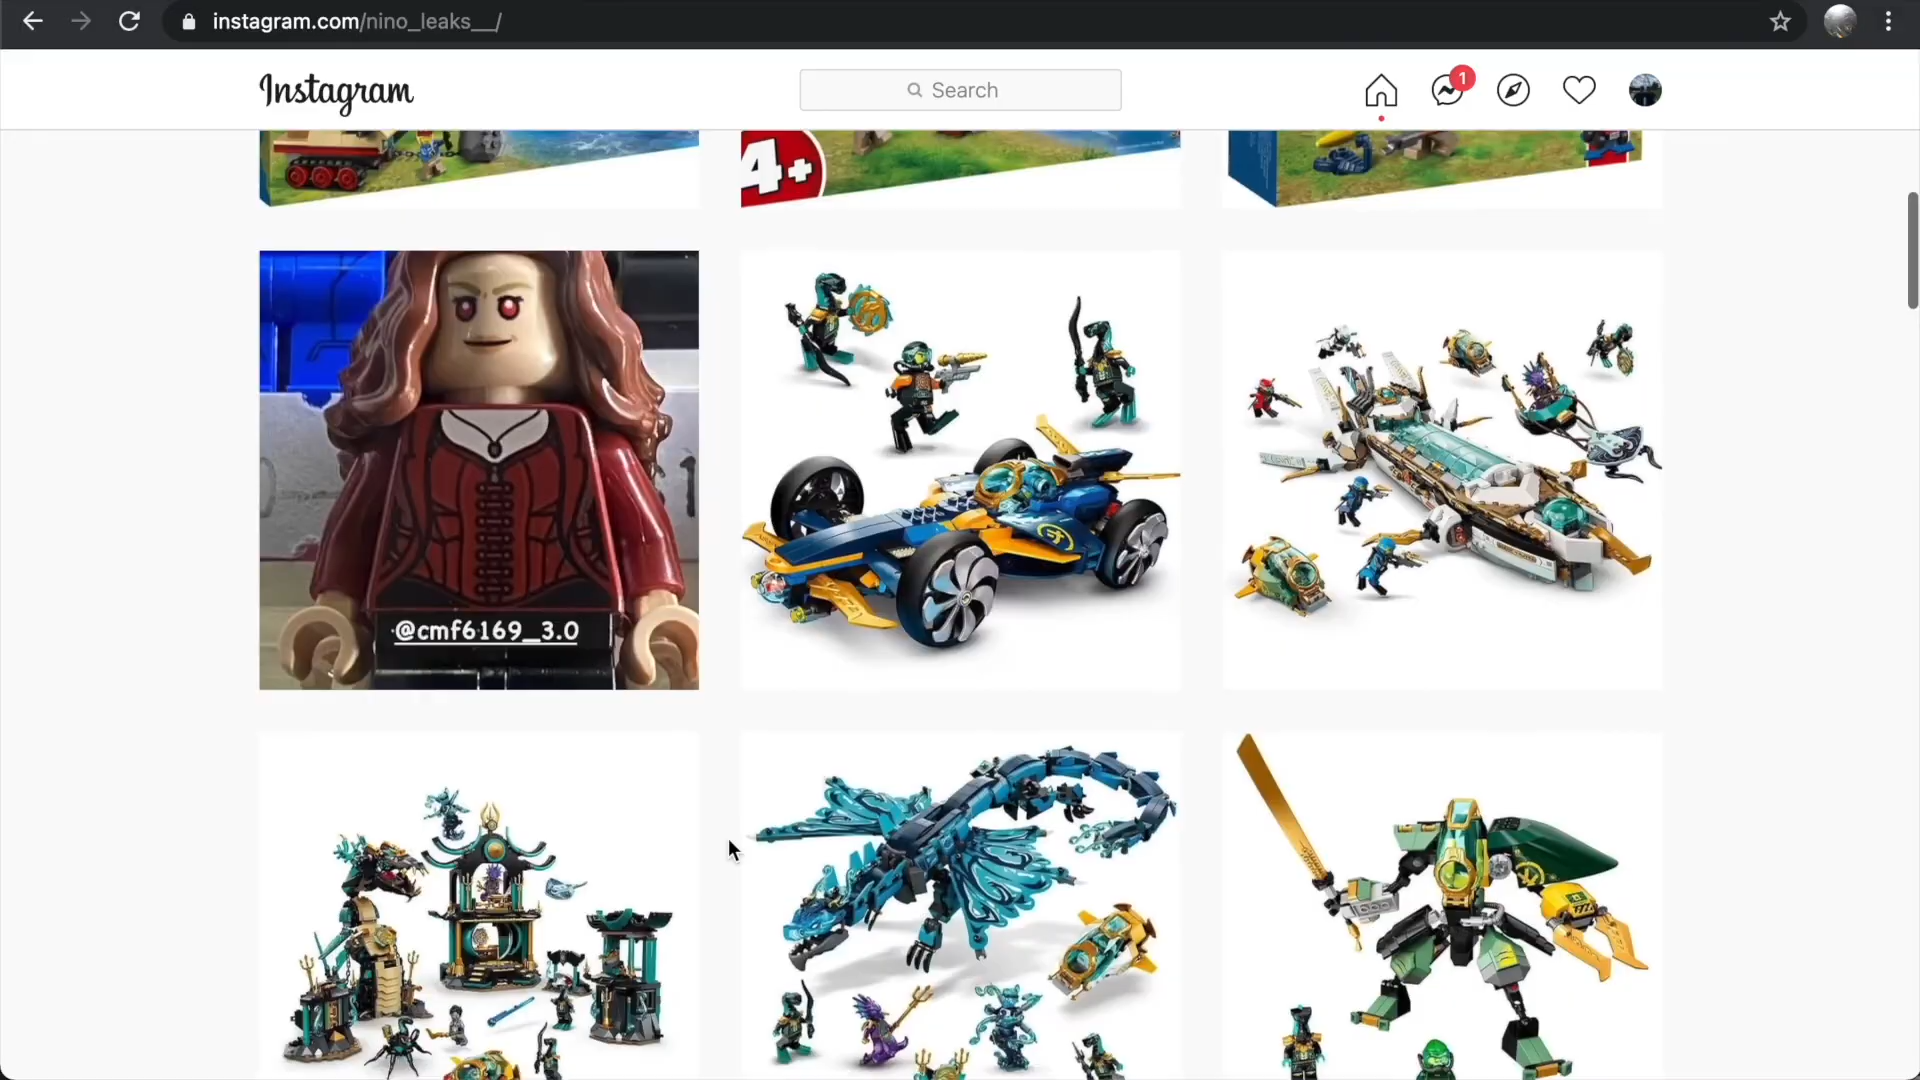 instagram.com/nino_leaks__/
Instagram
Search
1
4+
@cmf6169_3.0